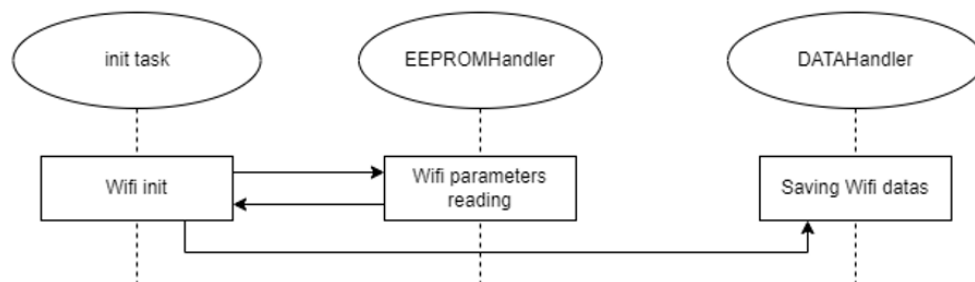 init task
EEPROMHandler
DATAHandler
Wifi init
Wifi parameters
reading
Saving Wifi datas